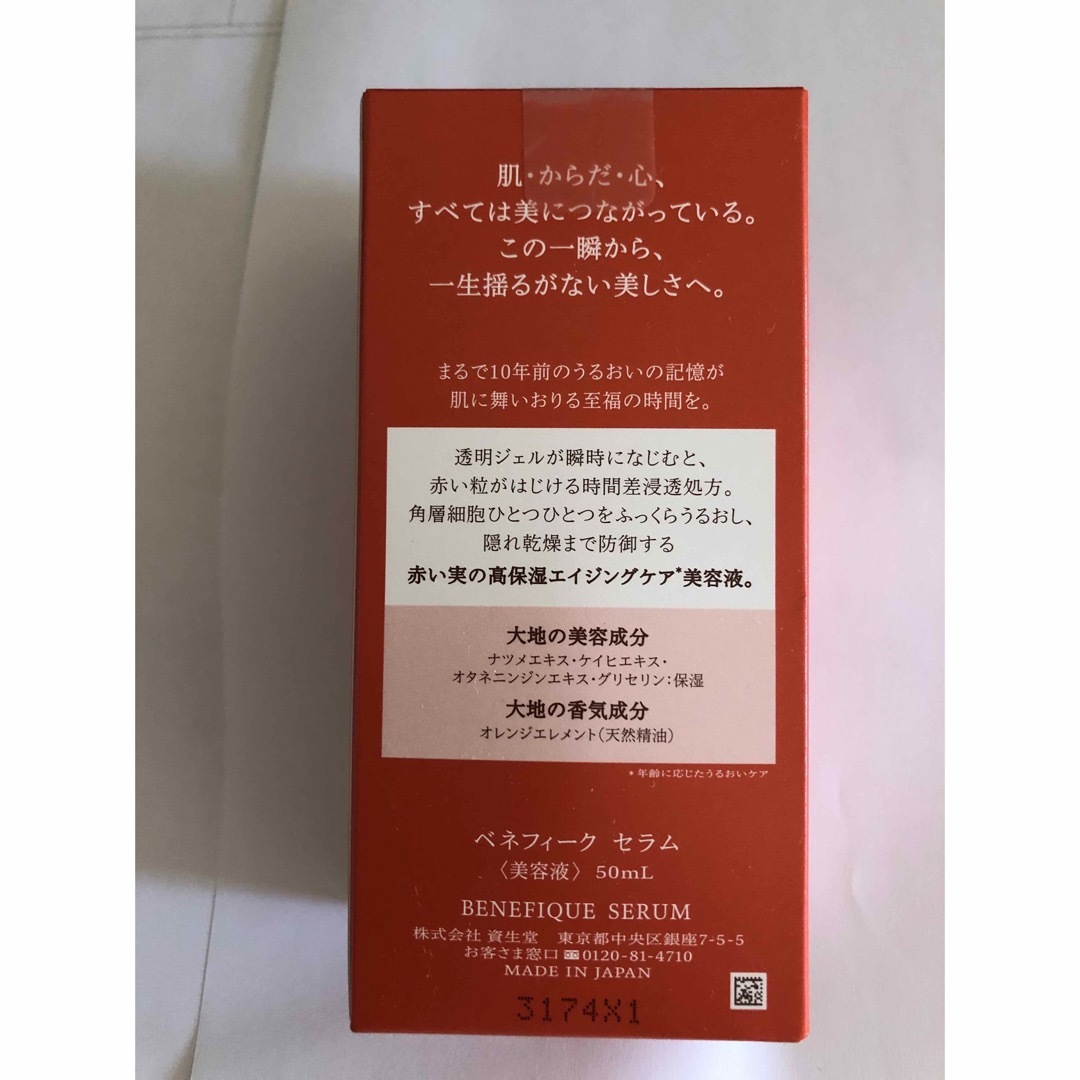 肌・からだ・心、
すべては美につながっている。
この一瞬から、
一生揺るがない美しさへ。
まるで10年前のうるおいの記憶が
肌に舞いおりる至福の時間を。
透明ジェルが瞬時になじむと、
赤い粒がはじける時間差浸透処方。
角層細胞ひとつひとつをふっくらうるおし、
隠れ乾燥まで防御する
赤い実の高保湿エイジングケア*美容液。
大地の美容成分
ナツメエキス・ケイヒエキス・
オタネニンジンエキス・グリセリン：保湿
大地の香気成分
オレンジエレメント（天然精油）
*年齢に応じたうるおいケア
ベネフィーク セラム
〈美容液〉 50mL
BENEFIQUE SERUM
株式会社 資生堂 東京都中央区銀座7-5-5
お客さま窓口 0120-81-4710
MADE IN JAPAN
3174X1